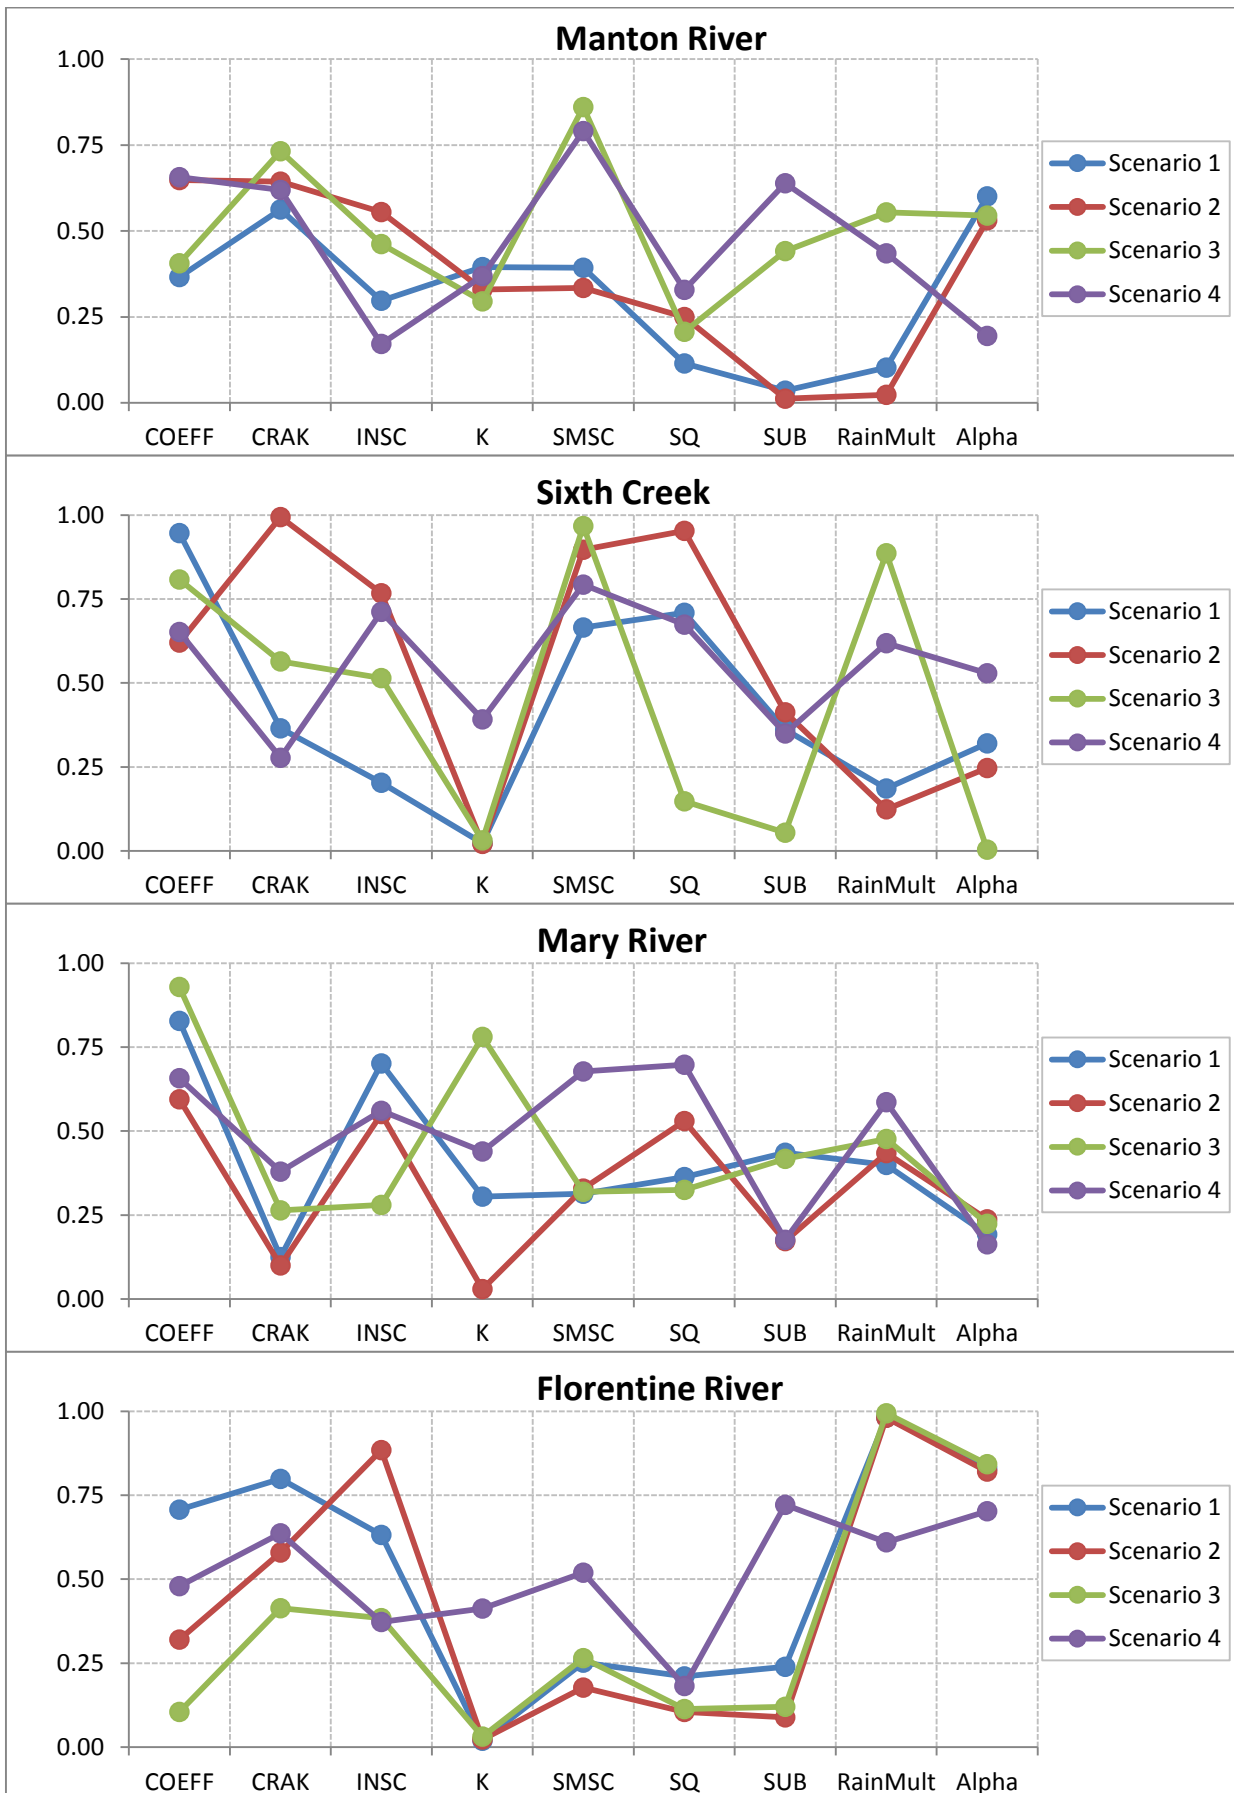 Manton River
1.00
0.75
0.50
0.25
0.00
COEFF CRAK INSC K SMSC SQ SUB RainMult Alpha
Scenario 1
Scenario 2
Scenario 3
Scenario 4
Sixth Creek
1.00
0.75
0.50
0.25
0.00
COEFF CRAK INSC K SMSC SQ SUB RainMult Alpha
Scenario 1
Scenario 2
Scenario 3
Scenario 4
Mary River
1.00
0.75
0.50
0.25
0.00
COEFF CRAK INSC K SMSC SQ SUB RainMult Alpha
Scenario 1
Scenario 2
Scenario 3
Scenario 4
Florentine River
1.00
0.75
0.50
0.25
0.00
COEFF CRAK INSC K SMSC SQ SUB RainMult Alpha
Scenario 1
Scenario 2
Scenario 3
Scenario 4